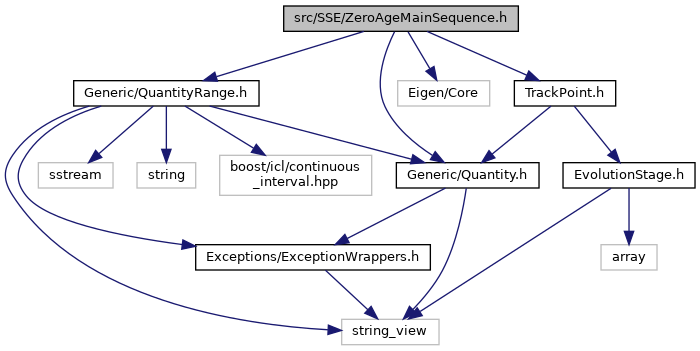 src/SSE/ZeroAgeMainSequence.h
Generic/QuantityRange.h
Eigen/Core
TrackPoint.h
sstream
string
boost/icl/continuous
_interval.hpp
Generic/Quantity.h
EvolutionStage.h
Exceptions/ExceptionWrappers.h
array
string_view